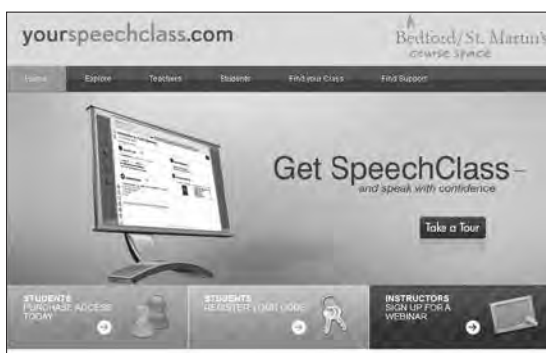 yourspeechclass.com
A
Bedford/St. Martin's
course space
Home
Explore
Teachers
Students
Find your Class
Find Support
Get SpeechClass–
and speak with confidence
Take a Tour
STUDENTS
PURCHASE ACCESS
TODAY
STUDENTS
REGISTER YOUR CODE
INSTRUCTORS
SIGN UP FOR A
WEBINAR